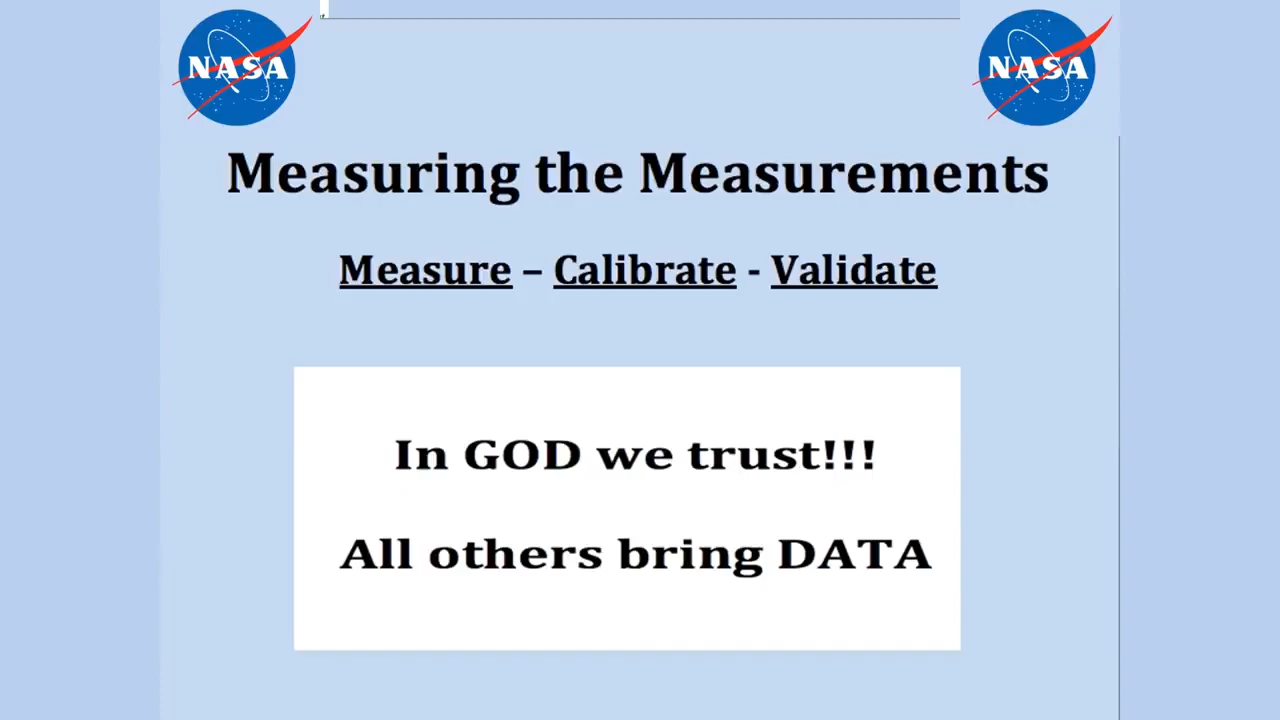 NASA NASA
Measuring the Measurements
Measure – Calibrate - Validate
In GOD we trust!!!
All others bring DATA